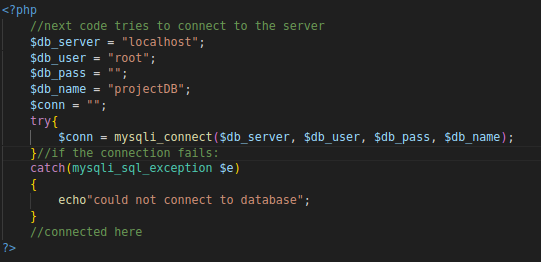 <?php
//next code tries to connect to the server
$db_server = "localhost";
$db_user = "root";
$db_pass = "";
$db_name = "projectDB";
$conn = "";
try{
$conn = mysqli_connect($db_server, $db_user, $db_pass, $db_name);
}//if the connection fails:
catch(mysqli_sql_exception $e)
{
echo"could not connect to database";
}
//connected here
?>